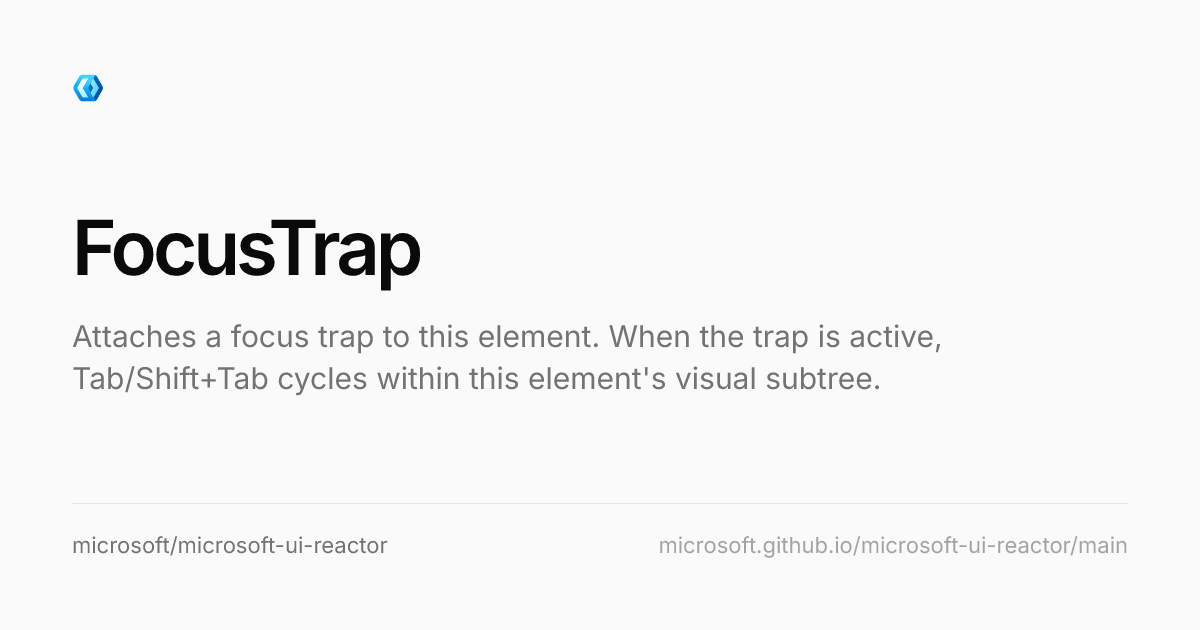 FocusTrap
Attaches a focus trap to this element. When the trap is active,
Tab/Shift+Tab cycles within this element's visual subtree.
microsoft/microsoft-ui-reactor
microsoft.github.io/microsoft-ui-reactor/main